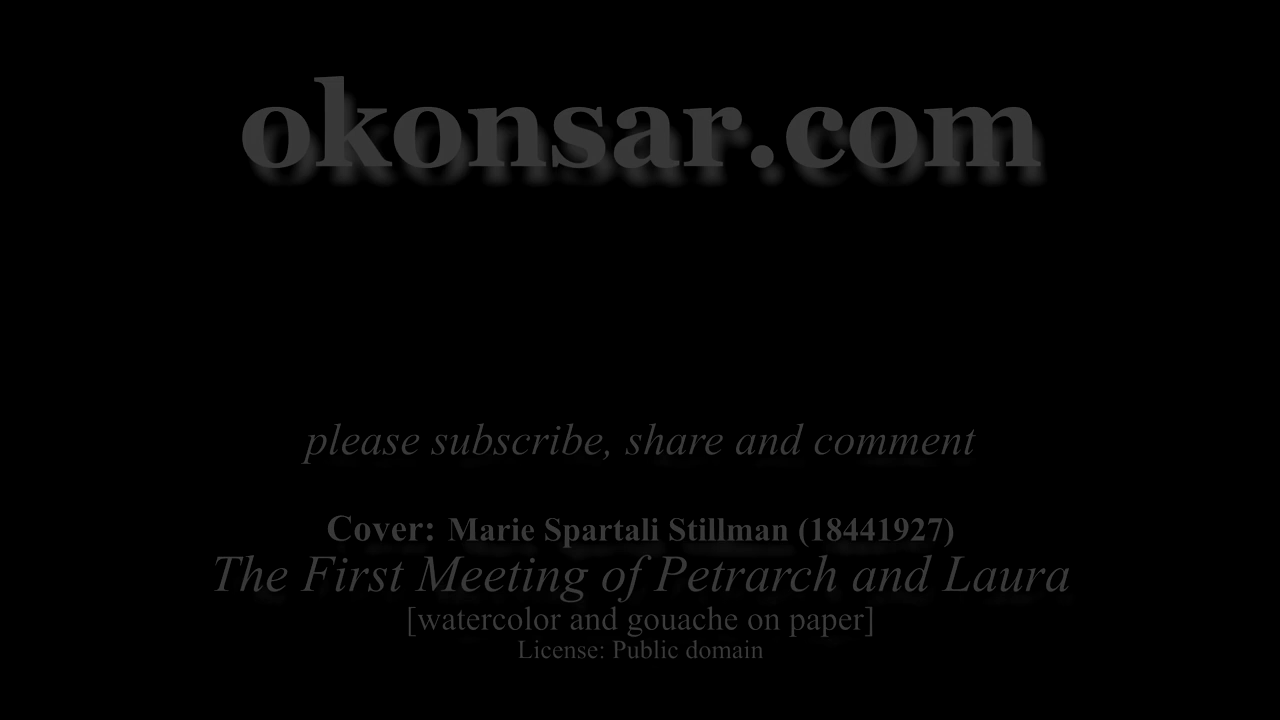 okonsar.com
please subscribe, share and comment
Cover: Marie Spartali Stillman (18441927)
The First Meeting of Petrarch and Laura
[watercolor and gouache on paper]
License: Public domain